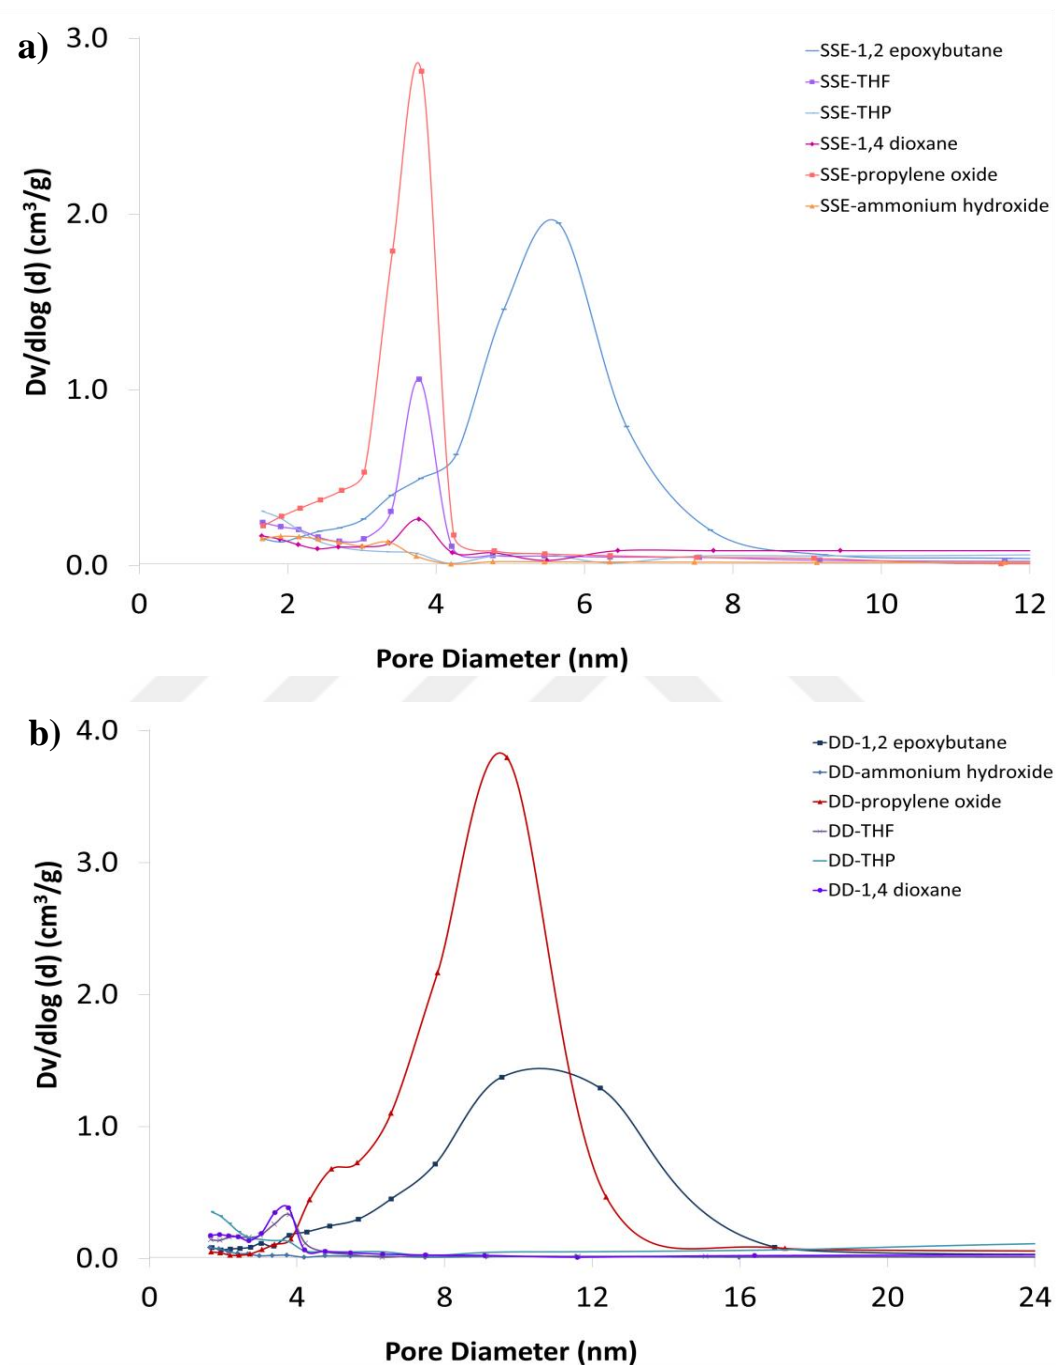 a)
3.0
2.0
1.0
0.0
Dv/dlog (d) (cm³/g)
SSE-1,2 epoxybutane
SSE-THF
SSE-THP
SSE-1,4 dioxane
SSE-propylene oxide
SSE-ammonium hydroxide
0 2 4 6 8 10 12
Pore Diameter (nm)
b)
4.0
3.0
2.0
1.0
0.0
Dv/dlog (d) (cm³/g)
DD-1,2 epoxybutane
DD-ammonium hydroxide
DD-propylene oxide
DD-THF
DD-THP
DD-1,4 dioxane
0 4 8 12 16 20 24
Pore Diameter (nm)